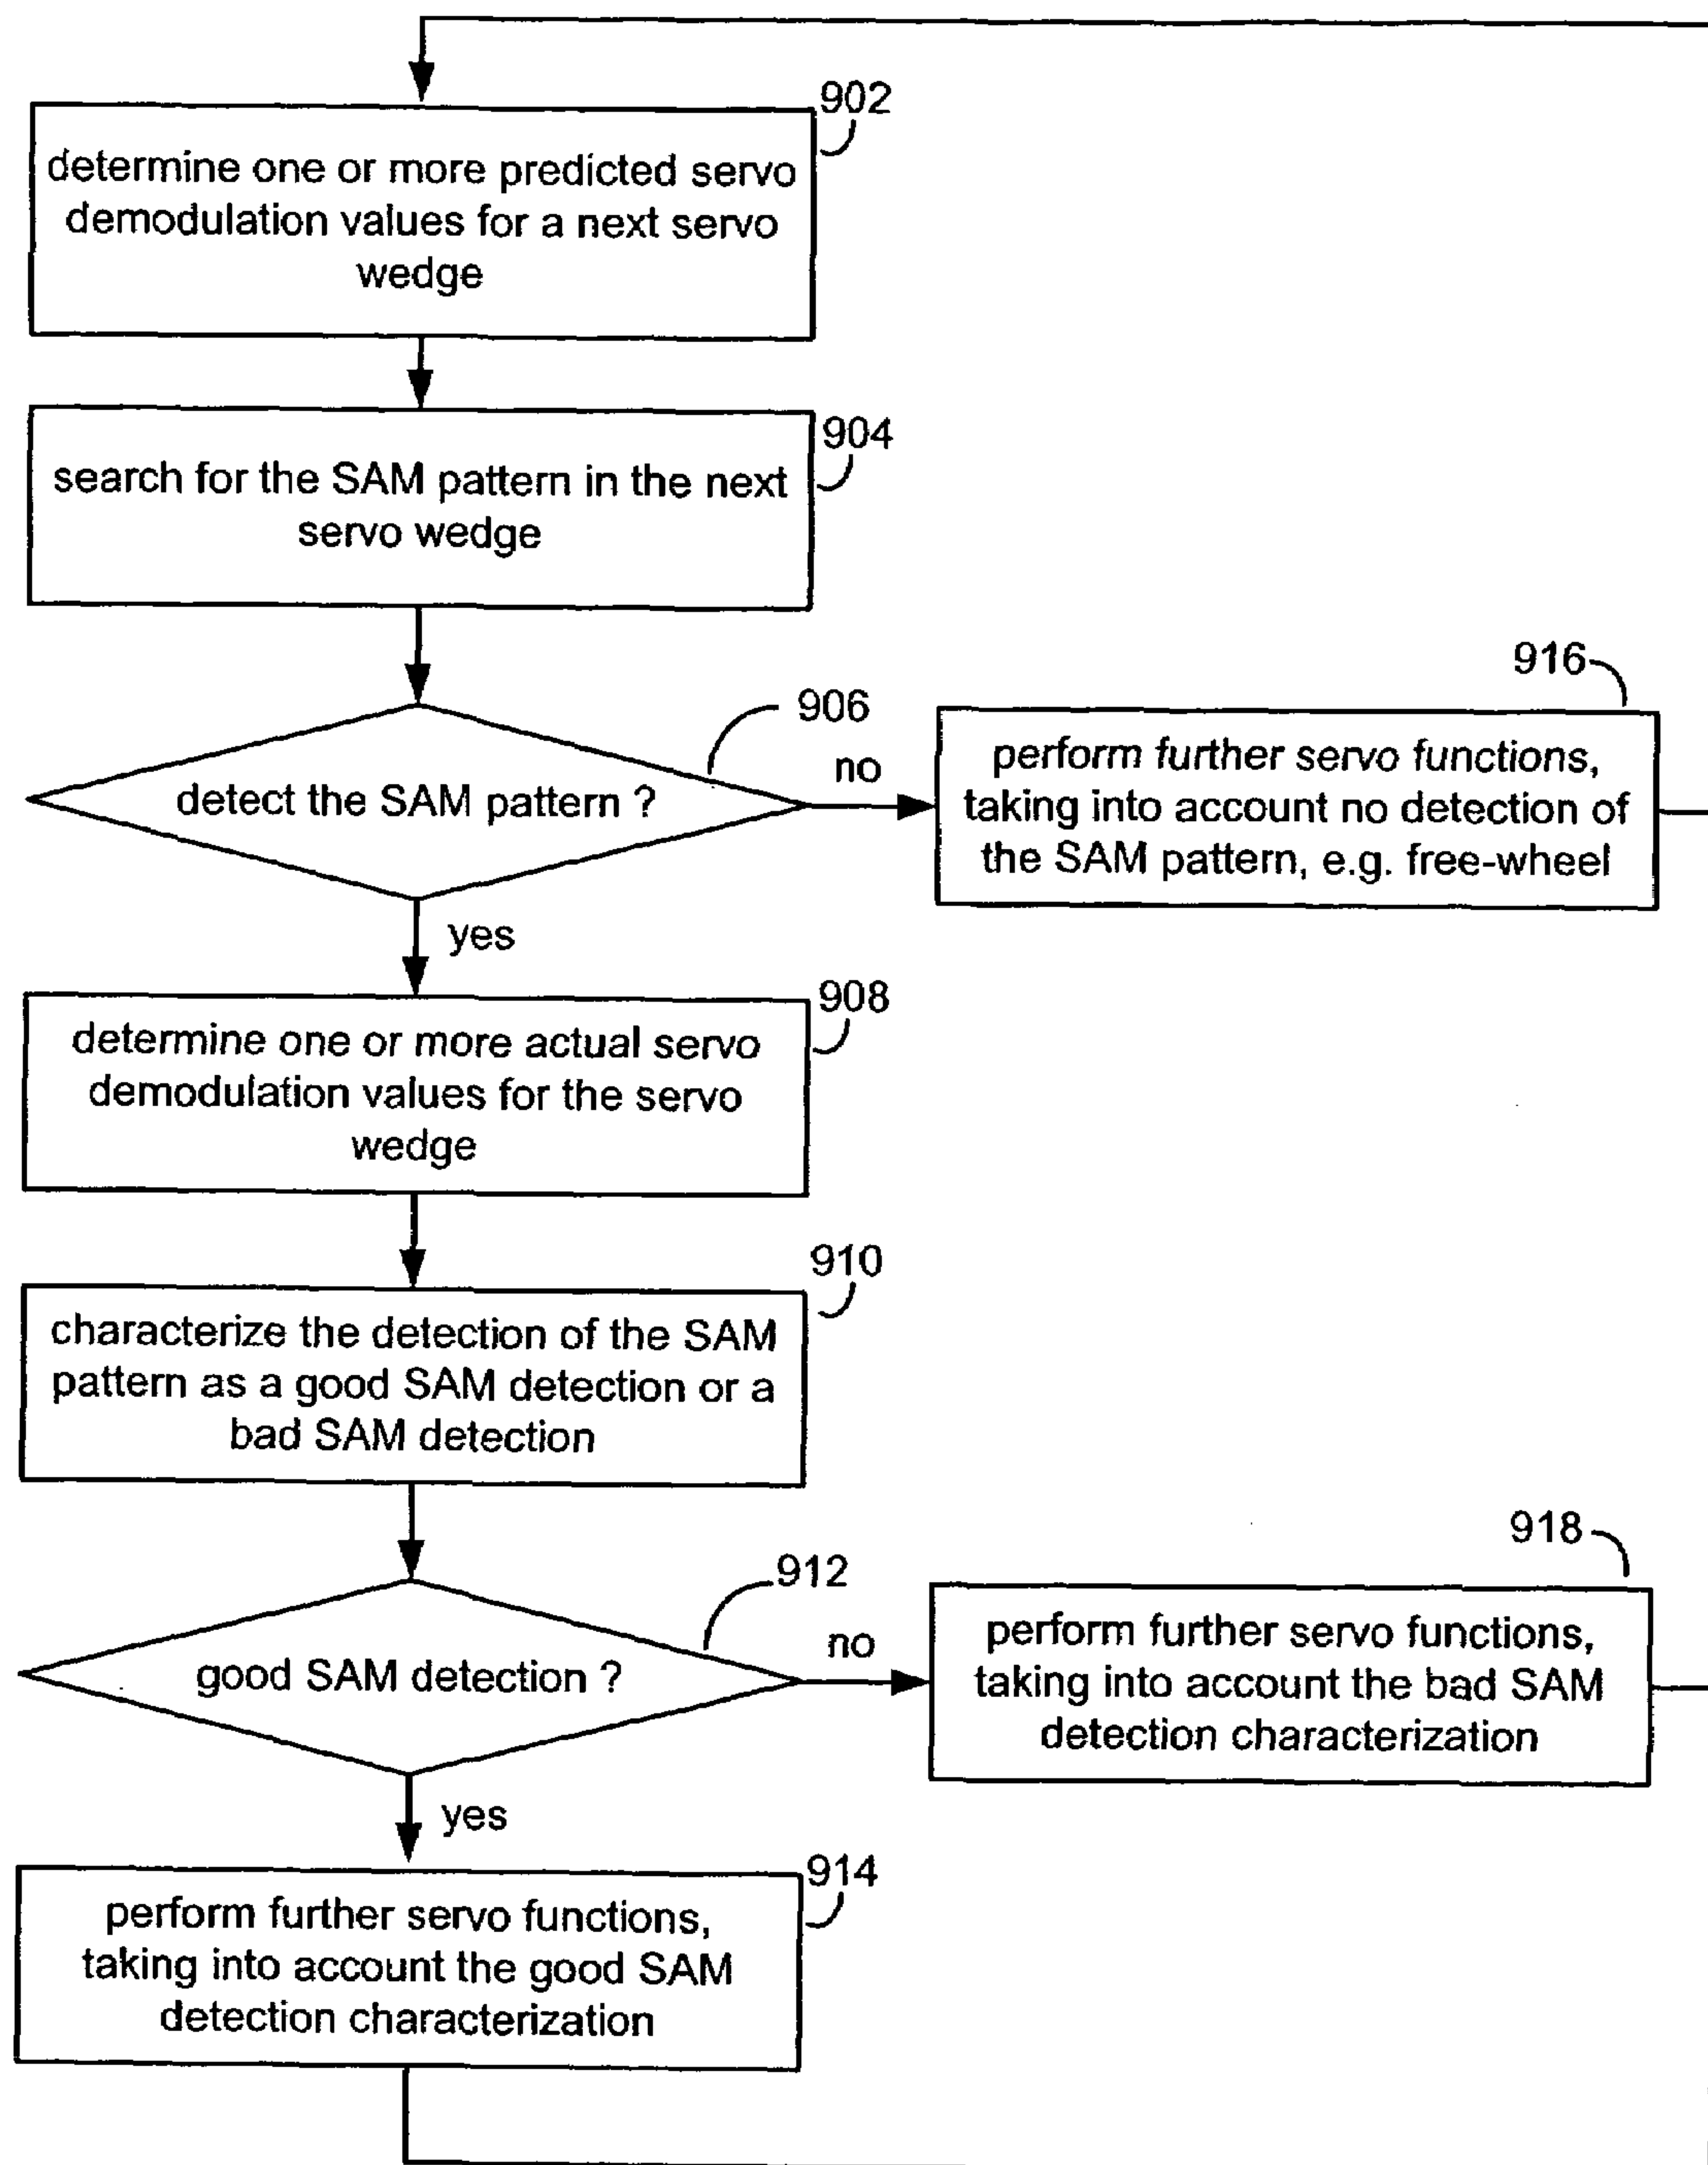 902
determine one or more predicted servo
demodulation values for a next servo
wedge
904
search for the SAM pattern in the next
servo wedge
906
detect the SAM pattern ?
no
916
perform further servo functions,
taking into account no detection of
the SAM pattern, e.g. free-wheel
yes
908
determine one or more actual servo
demodulation values for the servo
wedge
910
characterize the detection of the SAM
pattern as a good SAM detection or a
bad SAM detection
912
good SAM detection ?
no
918
perform further servo functions,
taking into account the bad SAM
detection characterization
yes
914
perform further servo functions,
taking into account the good SAM
detection characterization